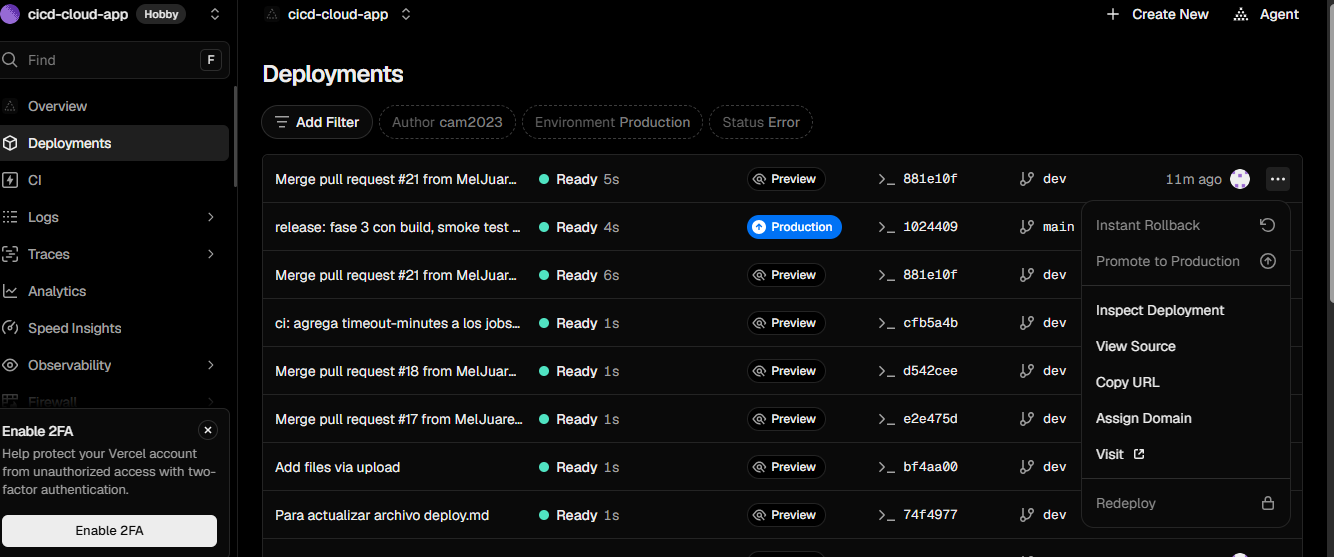 cicd-cloud-app Hobby
Find F
Overview
Deployments
CI
Logs
Traces
Analytics
Speed Insights
Observability
Firewall
Enable 2FA
Help protect your Vercel account
from unauthorized access with two-
factor authentication.
Enable 2FA
cicd-cloud-app
Create New
Agent
Deployments
Add Filter
Author cam2023
Environment Production
Status Error
Merge pull request #21 from MelJuar... Ready 5s Preview 881e10f dev 11m ago
release: fase 3 con build, smoke test ... Ready 4s Production 1024409 main
Merge pull request #21 from MelJuar... Ready 6s Preview 881e10f dev
ci: agrega timeout-minutes a los jobs... Ready 1s Preview cfb5a4b dev
Merge pull request #18 from MelJuar... Ready 1s Preview d542cee dev
Merge pull request #17 from MelJuare... Ready 1s Preview e2e475d dev
Add files via upload Ready 1s Preview bf4aa00 dev
Para actualizar archivo deploy.md Ready 1s Preview 74f4977 dev
Instant Rollback
Promote to Production
Inspect Deployment
View Source
Copy URL
Assign Domain
Visit
Redeploy